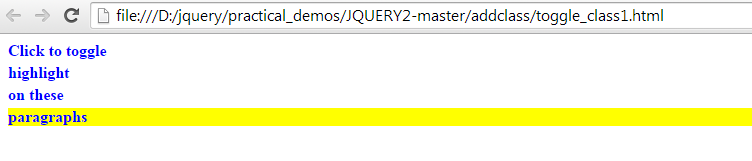 file:///D:/jquery/practical_demos/JQUERY2-master/addclass/toggle_class1.html
Click to toggle
highlight
on these
paragraphs